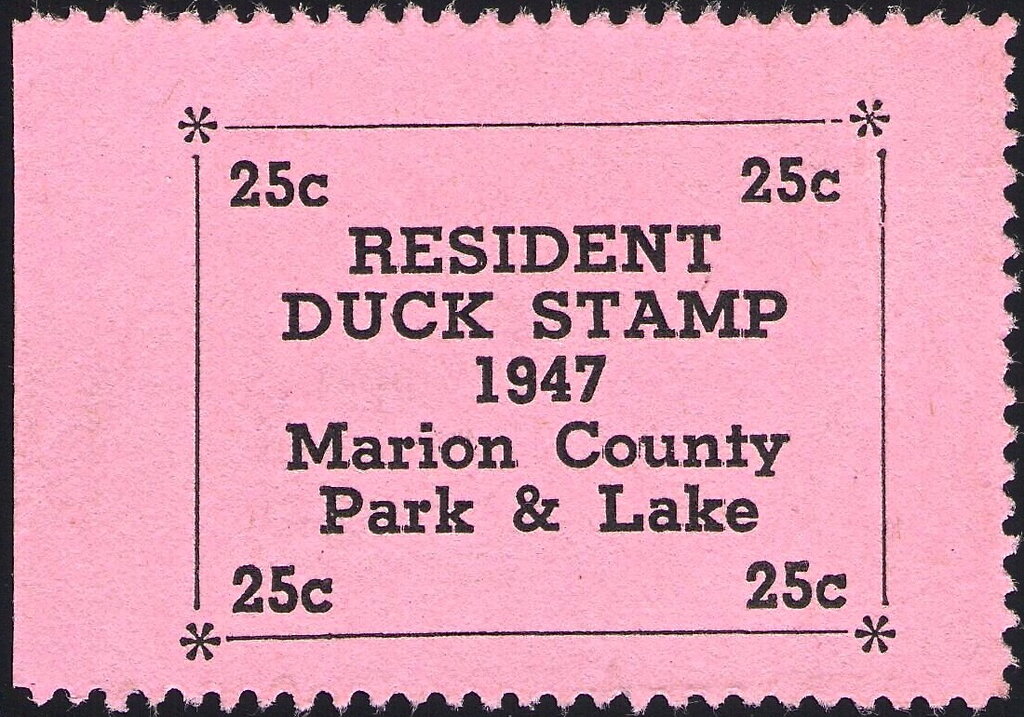 25c 25c
RESIDENT
DUCK STAMP
1947
Marion County
Park & Lake
25c 25c